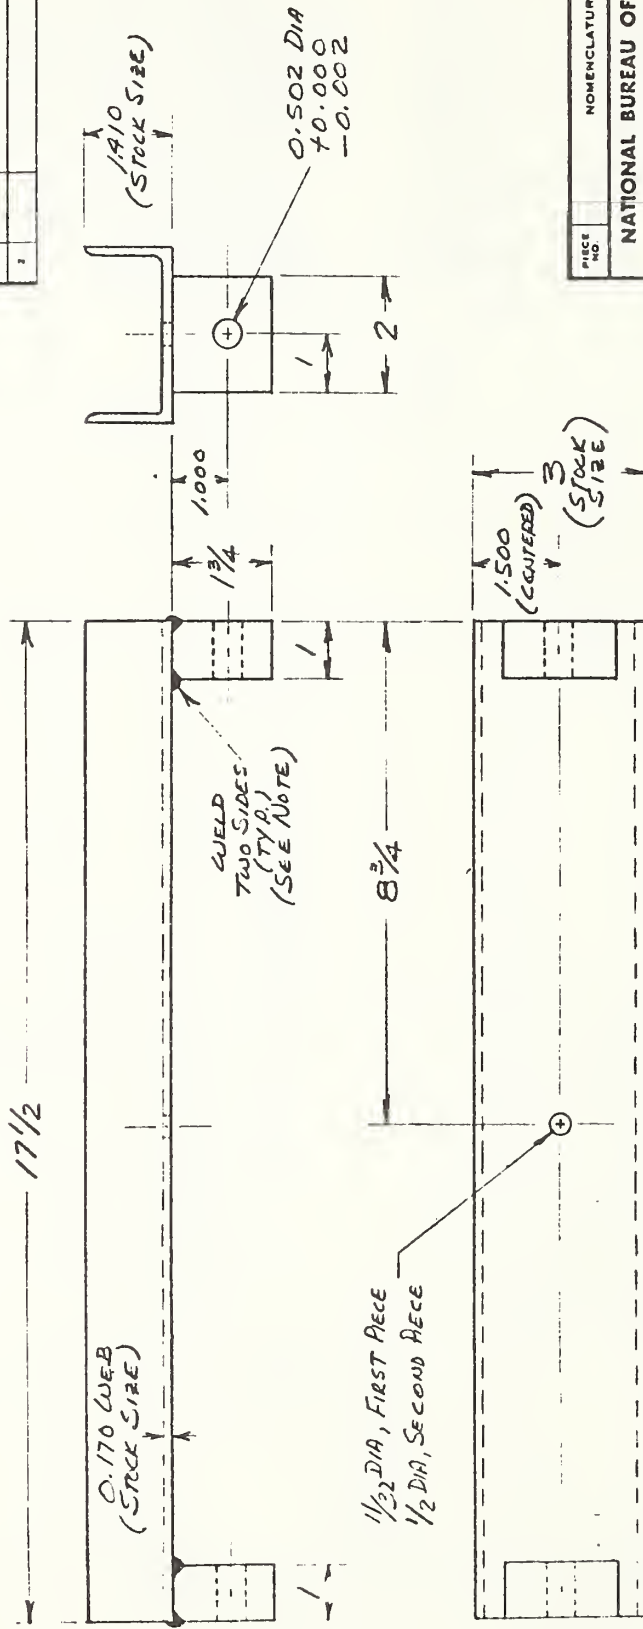 17 1/2
0.170 WEB
(STOCK SIZE)
1.410
(STOCK SIZE)
0.502 DIA
+0.000
-0.002
WELD
TWO SIDES
(TYP.)
(SEE NOTE)
1 3/4
1.000
1
2
1
1
8 3/4
11/32 DIA, FIRST PIECE
1/2 DIA, SECOND PIECE
1.500
(CENTERED)
3
(STOCK
SIZE)
2
PIECE
NO.
NOMENCLATUR
NATIONAL BUREAU OF